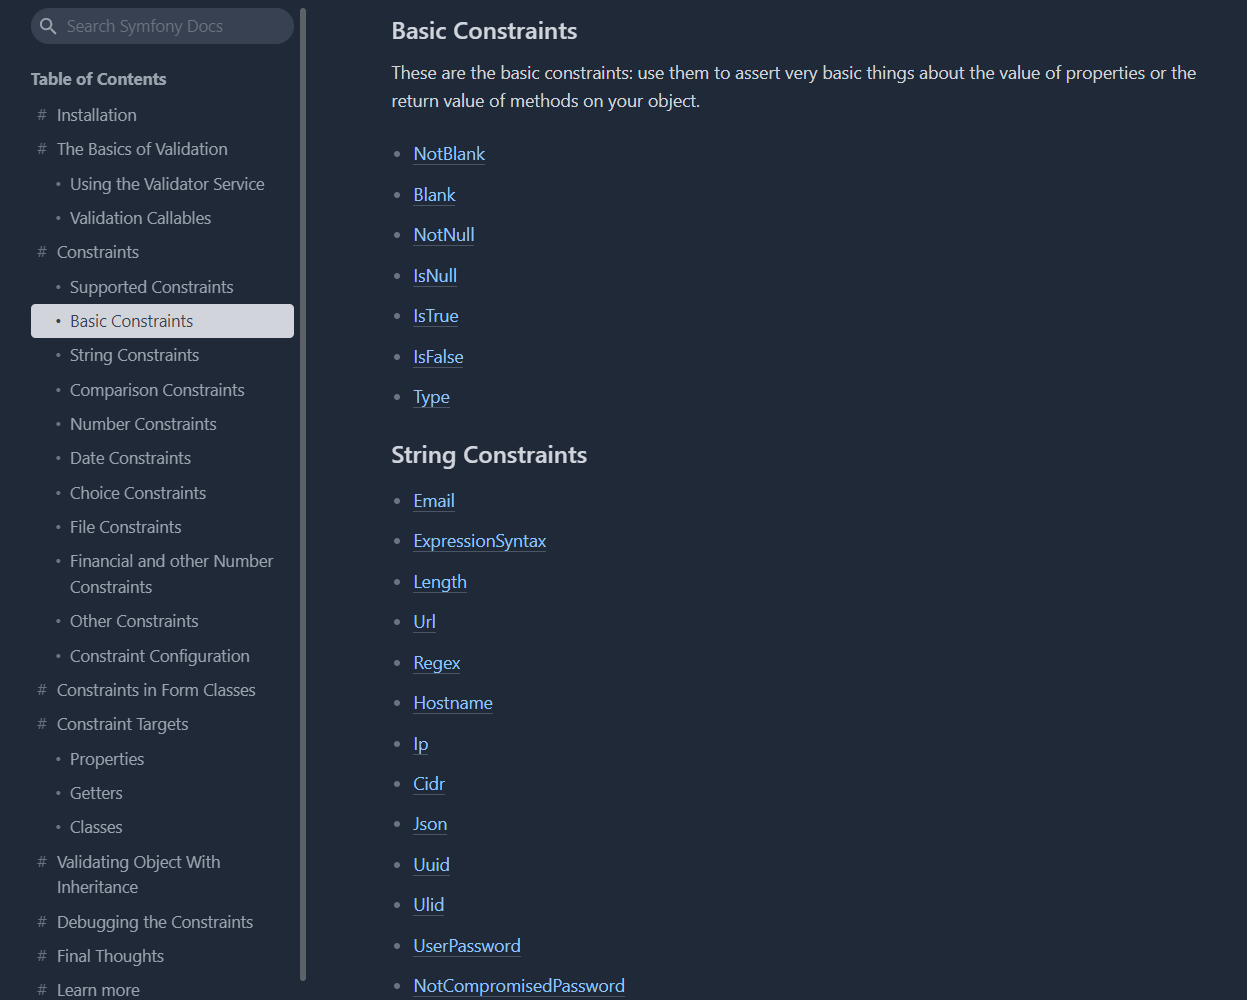 Search Symfony Docs
Table of Contents
# Installation
# The Basics of Validation
• Using the Validator Service
• Validation Callables
# Constraints
• Supported Constraints
• Basic Constraints
• String Constraints
• Comparison Constraints
• Number Constraints
• Date Constraints
• Choice Constraints
• File Constraints
• Financial and other Number
Constraints
• Other Constraints
• Constraint Configuration
# Constraints in Form Classes
# Constraint Targets
• Properties
• Getters
• Classes
# Validating Object With
Inheritance
# Debugging the Constraints
# Final Thoughts
# Learn more
Basic Constraints
These are the basic constraints: use them to assert very basic things about the value of properties or the
return value of methods on your object.
• NotBlank
• Blank
• NotNull
• IsNull
• IsTrue
• IsFalse
• Type
String Constraints
• Email
• ExpressionSyntax
• Length
• Url
• Regex
• Hostname
• Ip
• Cidr
• Json
• Uuid
• Ulid
• UserPassword
• NotCompromisedPassword